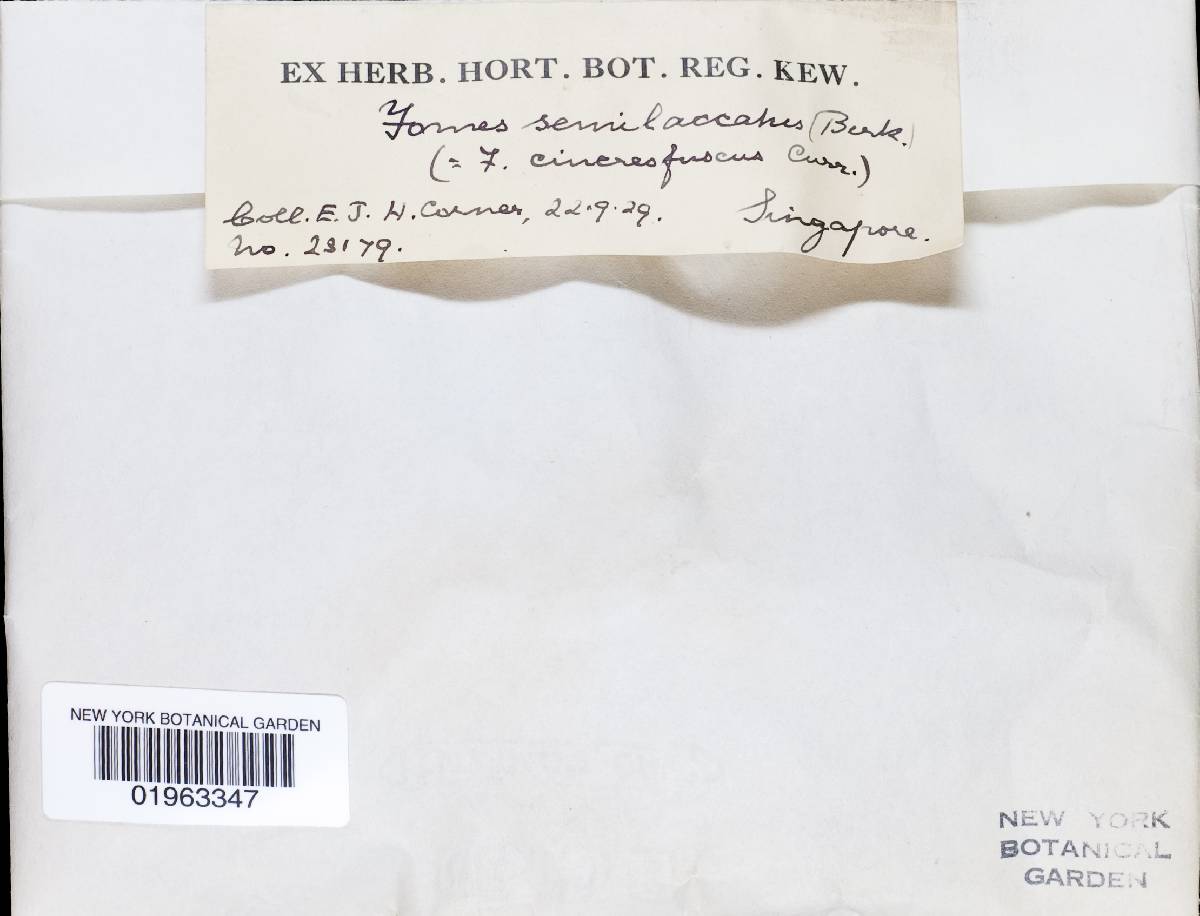 EX HERB. HORT. BOT. REG. KEW.
Fomes semilaccatus (Berk.)
(= F. cinereofuscus Curr.)
Coll. E. J. H. Corner, 22.9.29.
Singapore.
No. 23179.
NEW YORK BOTANICAL GARDEN
01963347
NEW YORK
BOTANICAL
GARDEN